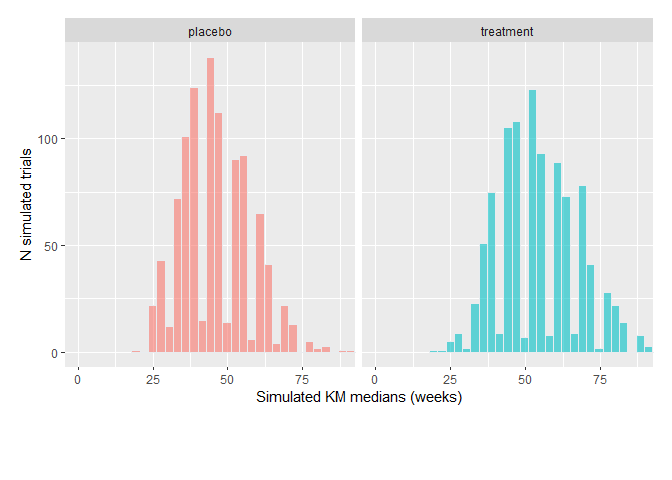 placebo treatment
N simulated trials
100
50
0
0 25 50 75 0 25 50 75
Simulated KM medians (weeks)